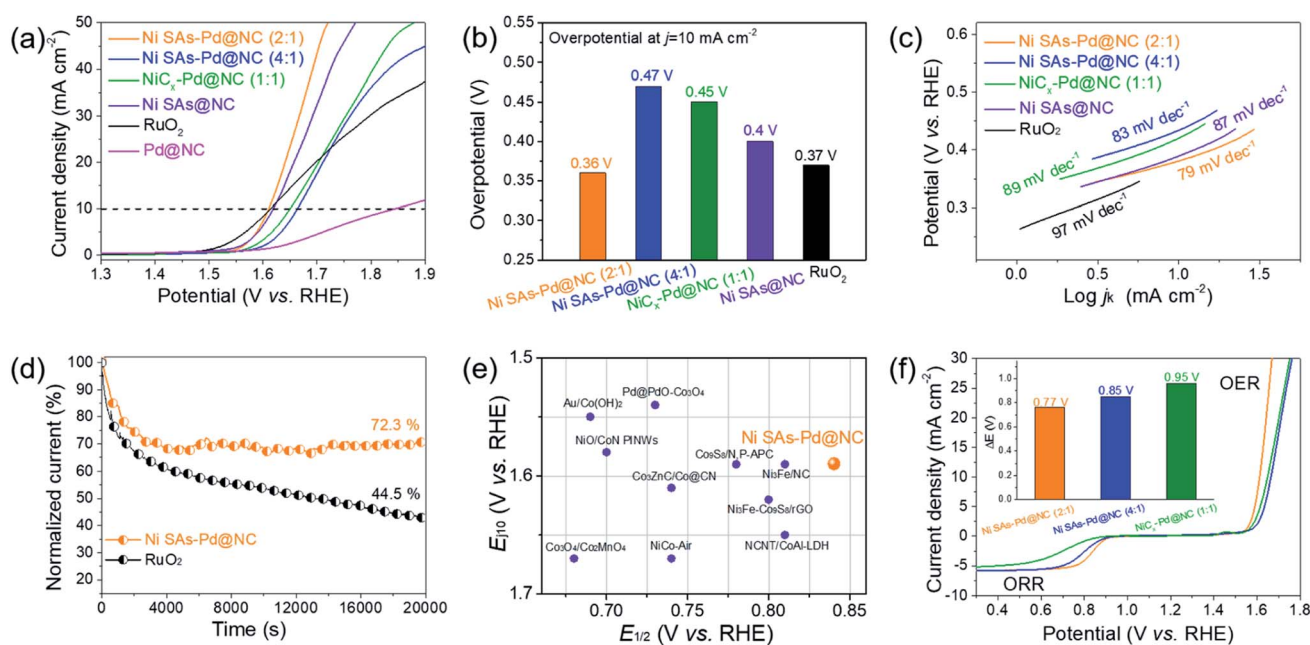 (a)
Ni SAs-Pd@NC (2:1)
Ni SAs-Pd@NC (4:1)
NiCx-Pd@NC (1:1)
Ni SAs@NC
RuO2
Pd@NC
Current density (mA cm-2)
50
40
30
20
10
0
1.3 1.4 1.5 1.6 1.7 1.8 1.9
Potential (V vs. RHE)
(b)
Overpotential at j=10 mA cm-2
Overpotential (V)
0.55
0.50
0.45
0.40
0.35
0.30
0.25
0.36 V
0.47 V
0.45 V
0.4 V
0.37 V
Ni SAs-Pd@NC (2:1)
Ni SAs-Pd@NC (4:1)
NiCx-Pd@NC (1:1)
Ni SAs@NC
RuO2
(c)
Ni SAs-Pd@NC (2:1)
Ni SAs-Pd@NC (4:1)
NiCx-Pd@NC (1:1)
Ni SAs@NC
RuO2
Potential (V vs. RHE)
0.6
0.5
0.4
0.3
83 mV dec-1
87 mV dec-1
89 mV dec-1
79 mV dec-1
97 mV dec-1
0.0 0.5 1.0 1.5
Log jk (mA cm-2)
(d)
Normalized current (%)
100
90
80
70
60
50
40
30
20
72.3 %
44.5 %
Ni SAs-Pd@NC
RuO2
0 4000 8000 12000 16000 20000
Time (s)
(e)
Ej10 (V vs. RHE)
1.5
1.6
1.7
Pd@PdO-Co3O4
Au/Co(OH)2
NiO/CoN PINWs
Ni SAs-Pd@NC
Co9S8/N,P-APC
Co3ZnC/Co@CN
Ni3Fe/NC
Ni3Fe-Co9S8/rGO
Co3O4/Co2MnO4
NiCo-Air
NCNT/CoAl-LDH
0.70 0.75 0.80 0.85
E1/2 (V vs. RHE)
(f)
Current density (mA cm-2)
30
25
20
15
10
5
0
-5
-10
ΔE (V)
1.0
0.8
0.6
0.4
0.2
0.0
0.77 V
0.85 V
0.95 V
Ni SAs-Pd@NC (2:1)
Ni SAs-Pd@NC (4:1)
NiCx-Pd@NC (1:1)
OER
ORR
0.4 0.6 0.8 1.0 1.2 1.4 1.6 1.8
Potential (V vs. RHE)